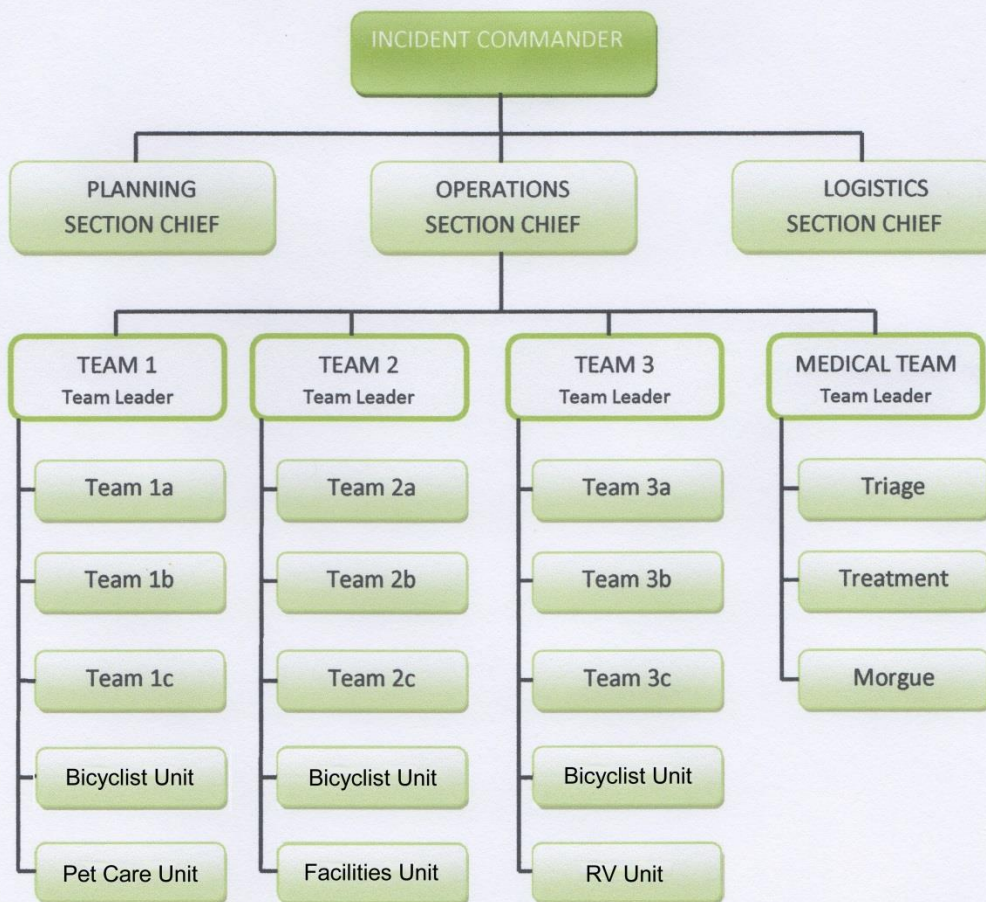 INCIDENT COMMANDER
PLANNING
SECTION CHIEF
OPERATIONS
SECTION CHIEF
LOGISTICS
SECTION CHIEF
TEAM 1
Team Leader
TEAM 2
Team Leader
TEAM 3
Team Leader
MEDICAL TEAM
Team Leader
Team 1a
Team 2a
Team 3a
Triage
Team 1b
Team 2b
Team 3b
Treatment
Team 1c
Team 2c
Team 3c
Morgue
Bicyclist Unit
Bicyclist Unit
Bicyclist Unit
Pet Care Unit
Facilities Unit
RV Unit